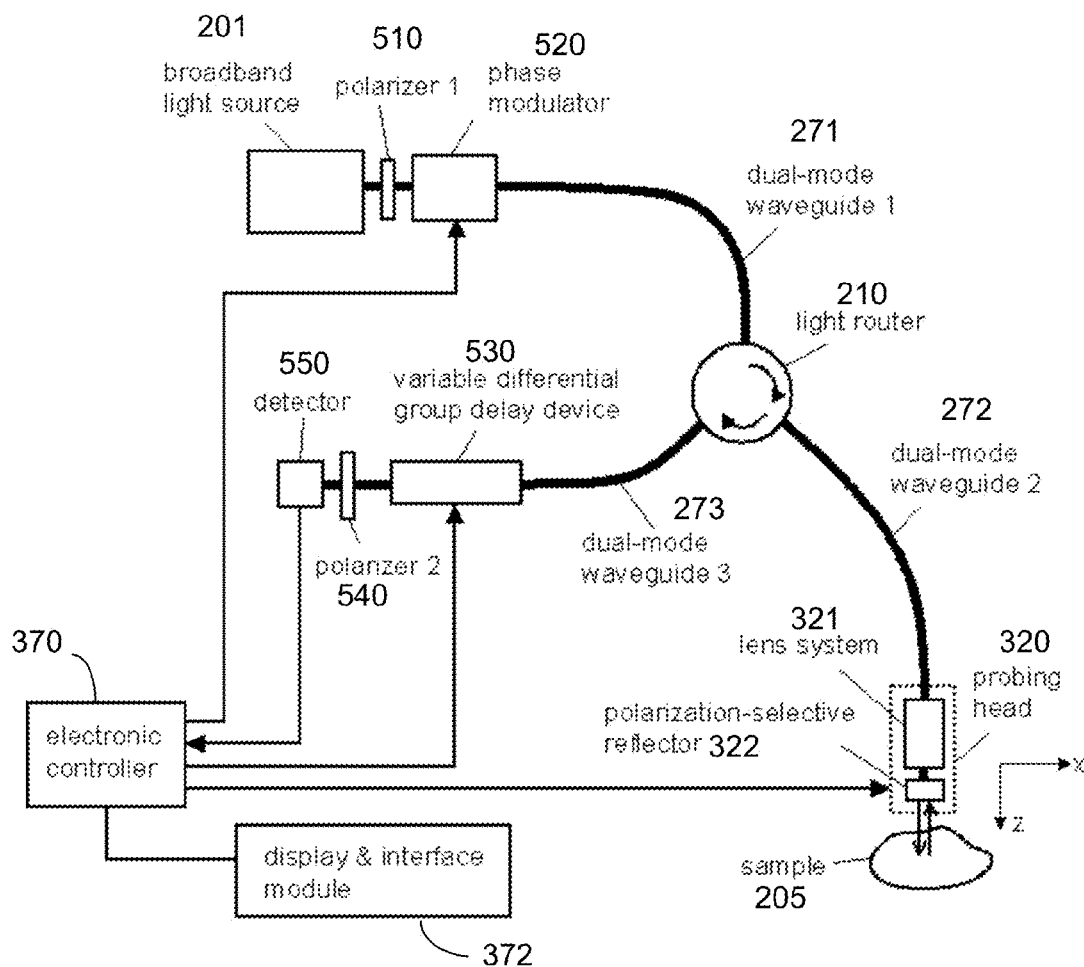 201
broadband
light source
510
polarizer 1
520
phase
modulator
271
dual-mode
waveguide 1
210
light router
550
detector
530
variable differential
group delay device
272
dual-mode
waveguide 2
273
dual-mode
waveguide 3
polarizer 2
540
370
electronic
controller
321
lens system
320
probing
head
polarization-selective
reflector 322
x
z
display & interface
module
372
sample
205